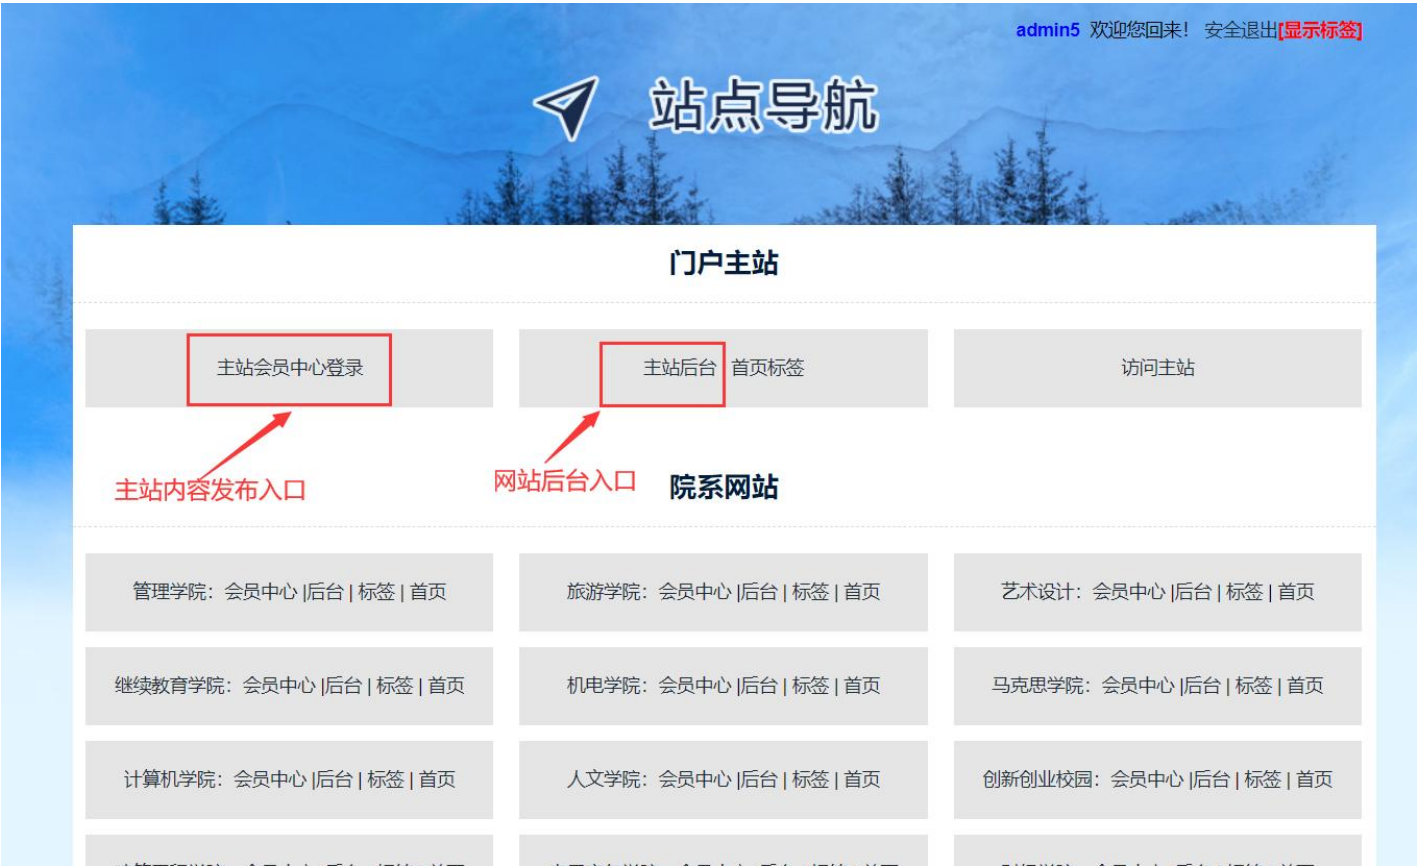 admin5 欢迎您回来! 安全退出[显示标签]
站点导航
门户主站
主站会员中心登录
主站后台 首页标签
访问主站
主站内容发布入口
网站后台入口
院系网站
管理学院：会员中心 |后台 | 标签 | 首页
旅游学院：会员中心 |后台 | 标签 | 首页
艺术设计：会员中心 |后台 | 标签 | 首页
继续教育学院：会员中心 |后台 | 标签 | 首页
机电学院：会员中心 |后台 | 标签 | 首页
马克思学院：会员中心 |后台 | 标签 | 首页
计算机学院：会员中心 |后台 | 标签 | 首页
人文学院：会员中心 |后台 | 标签 | 首页
创新创业校园：会员中心 |后台 | 标签 | 首页